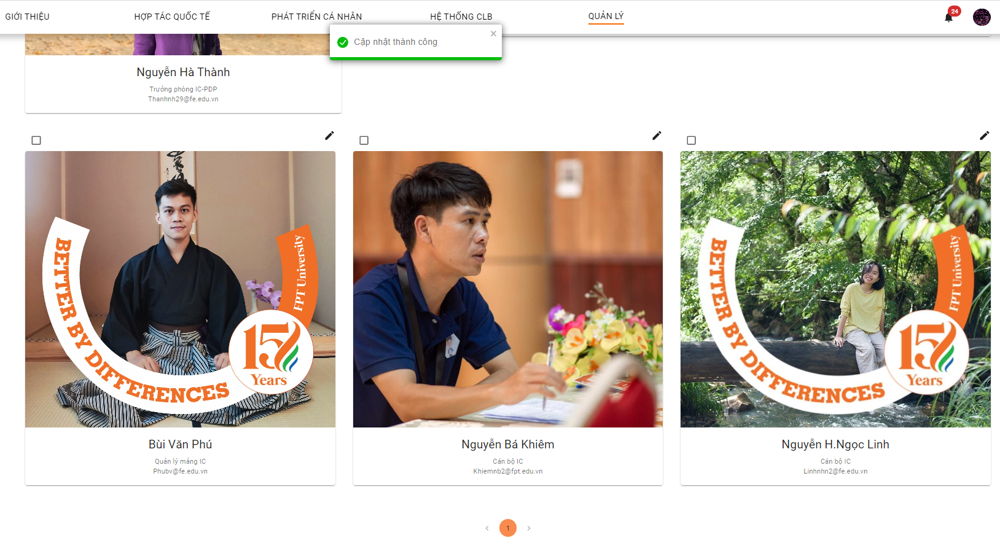 GIỚI THIỆU
HỢP TÁC QUỐC TẾ
PHÁT TRIỂN CÁ NHÂN
HỆ THỐNG CLB
QUẢN LÝ
24
Cập nhật thành công
Nguyễn Hà Thành
Trưởng phòng IC-PDP
Thanhnh29@fe.edu.vn
BETTER BY DIFFERENCES
FPT University
15
Years
Bùi Văn Phú
Quản lý mảng IC
Phubv@fe.edu.vn
Nguyễn Bá Khiêm
Cán bộ IC
Khiemnb2@fpt.edu.vn
BETTER BY DIFFERENCES
FPT University
15
Years
Nguyễn H.Ngọc Linh
Cán bộ IC
Linhnhn2@fe.edu.vn
1